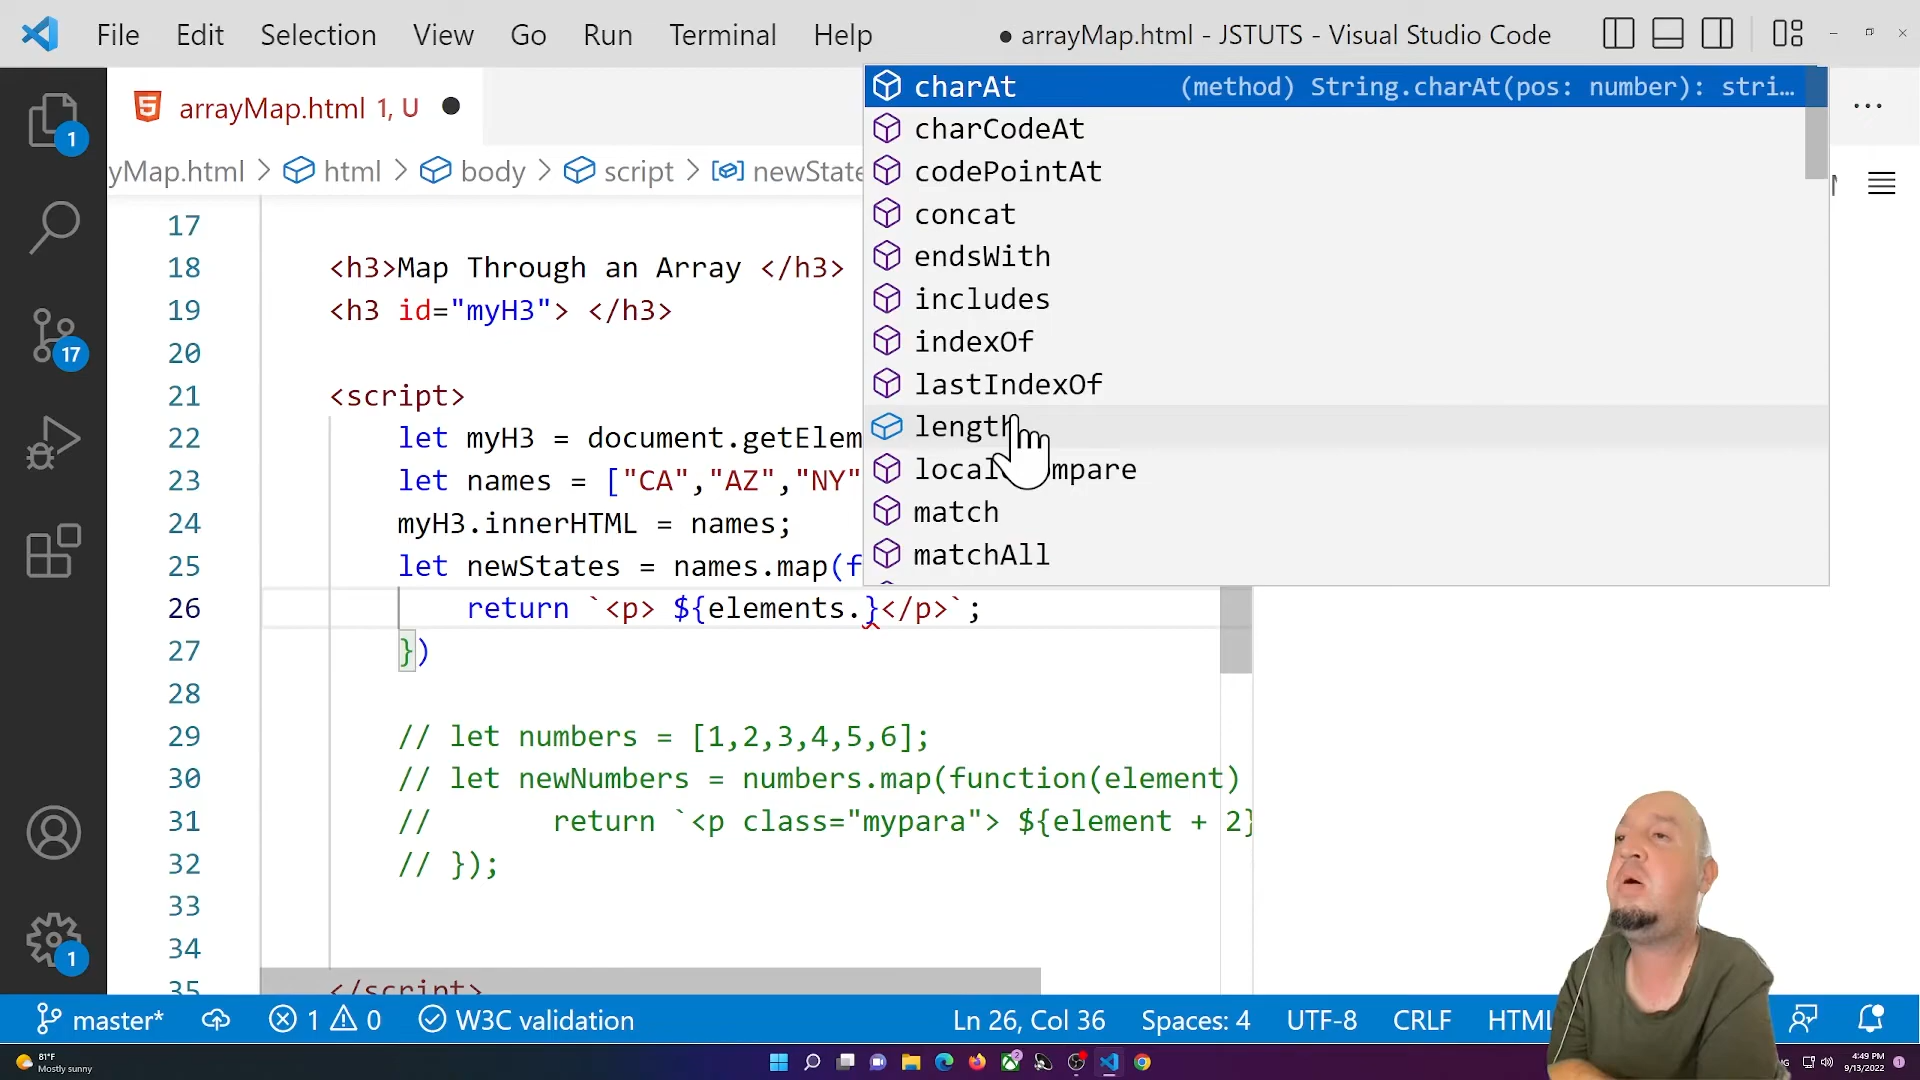 File Edit Selection View Go Run Terminal Help ● arrayMap.html - JSTUTS - Visual Studio Code
arrayMap.html 1, U ●
yMap.html > html > body > script > newState
charAt (method) String.charAt(pos: number): stri…
charCodeAt
codePointAt
concat
endsWith
includes
indexOf
lastIndexOf
length
match
matchAll
17
18 <h3>Map Through an Array </h3>
19 <h3 id="myH3"> </h3>
20
21 <script>
22 let myH3 = document.getElem
23 let names = ["CA","AZ","NY"
24 myH3.innerHTML = names;
25 let newStates = names.map(f
26 return `<p> ${elements.}</p>`;
27 })
28
29 // let numbers = [1,2,3,4,5,6];
30 // let newNumbers = numbers.map(function(element)
31 // return `<p class="mypara"> ${element + 2}
32 // });
33
34
35 </script>
1
17
1
master* 1 0 W3C validation Ln 26, Col 36 Spaces: 4 UTF-8 CRLF HTML
81°F
Mostly sunny
4:49 PM
9/13/2022